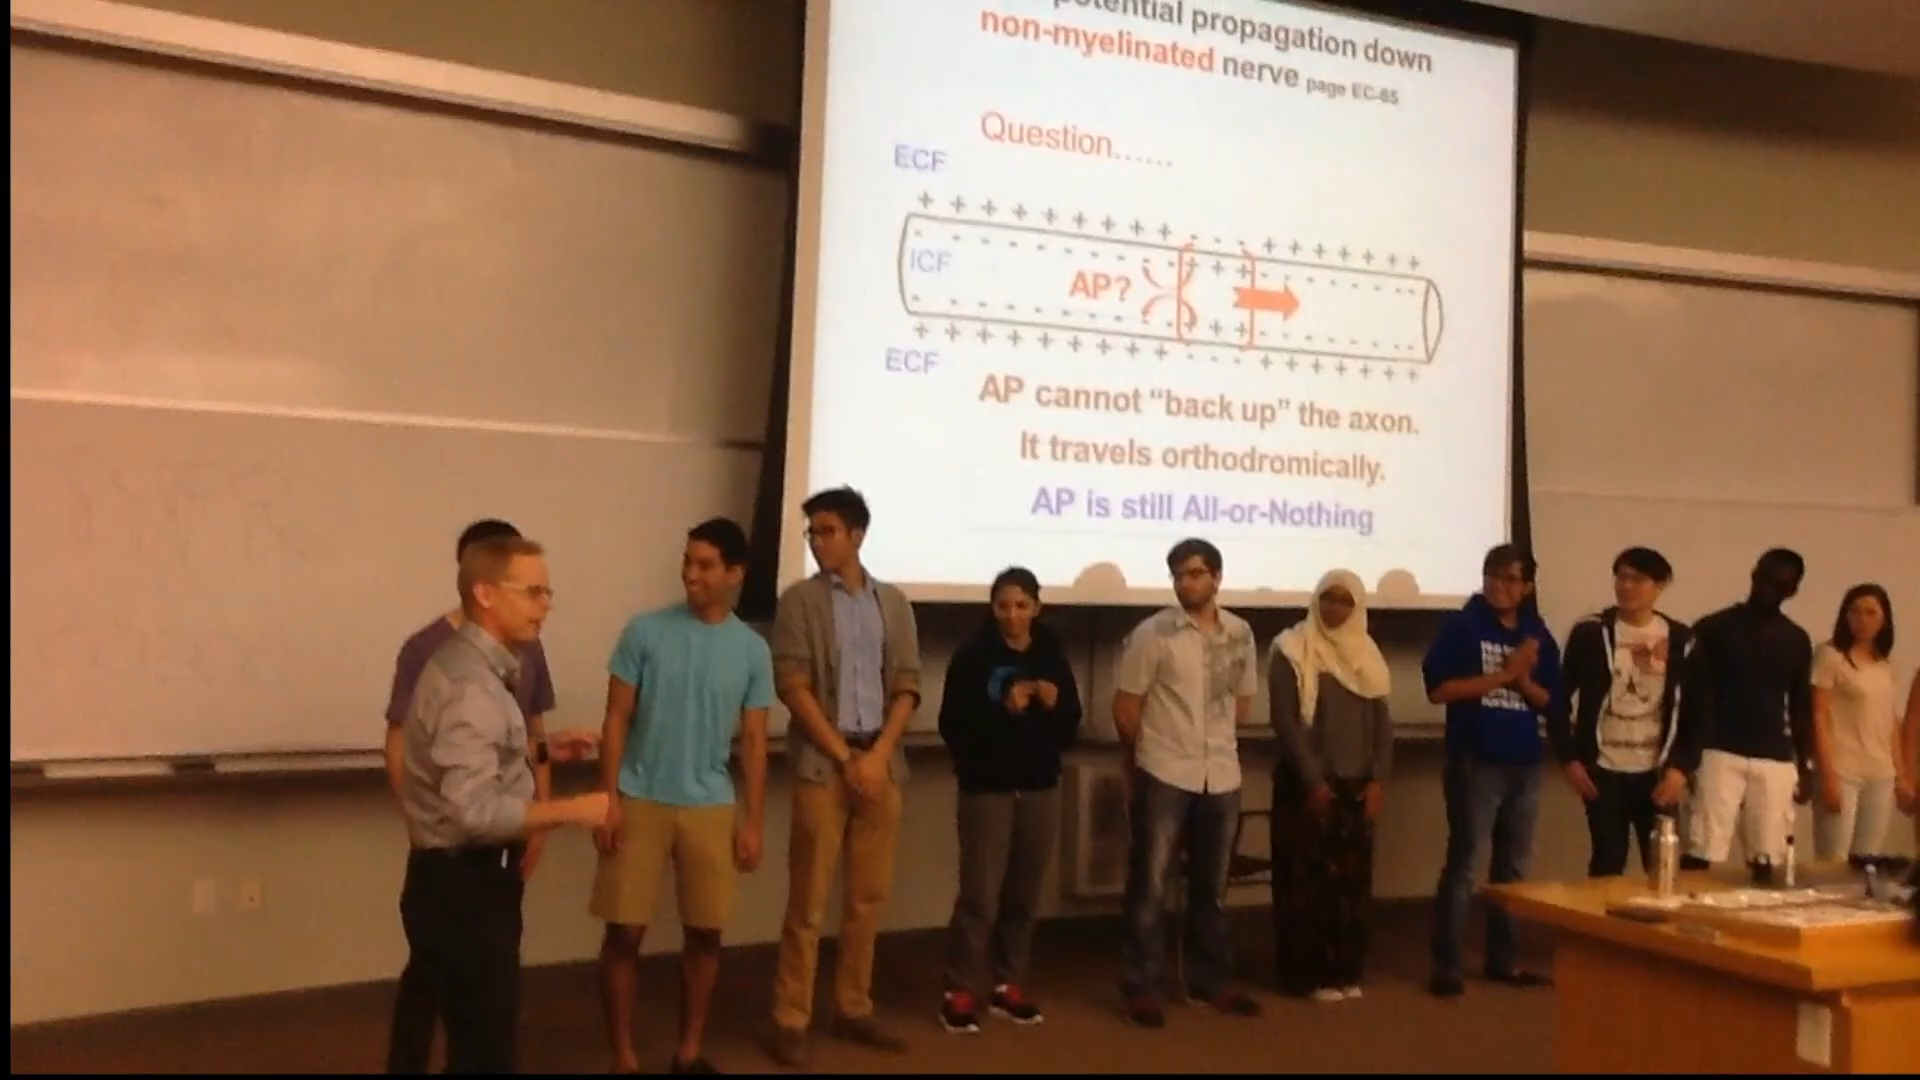 potential propagation down
non-myelinated nerve page EC-65
Question......
ECF
+ + + + + + + + + - - - + + + + + + +
ICF
AP?
ECF
AP cannot “back up” the axon.
It travels orthodromically.
AP is still All-or-Nothing